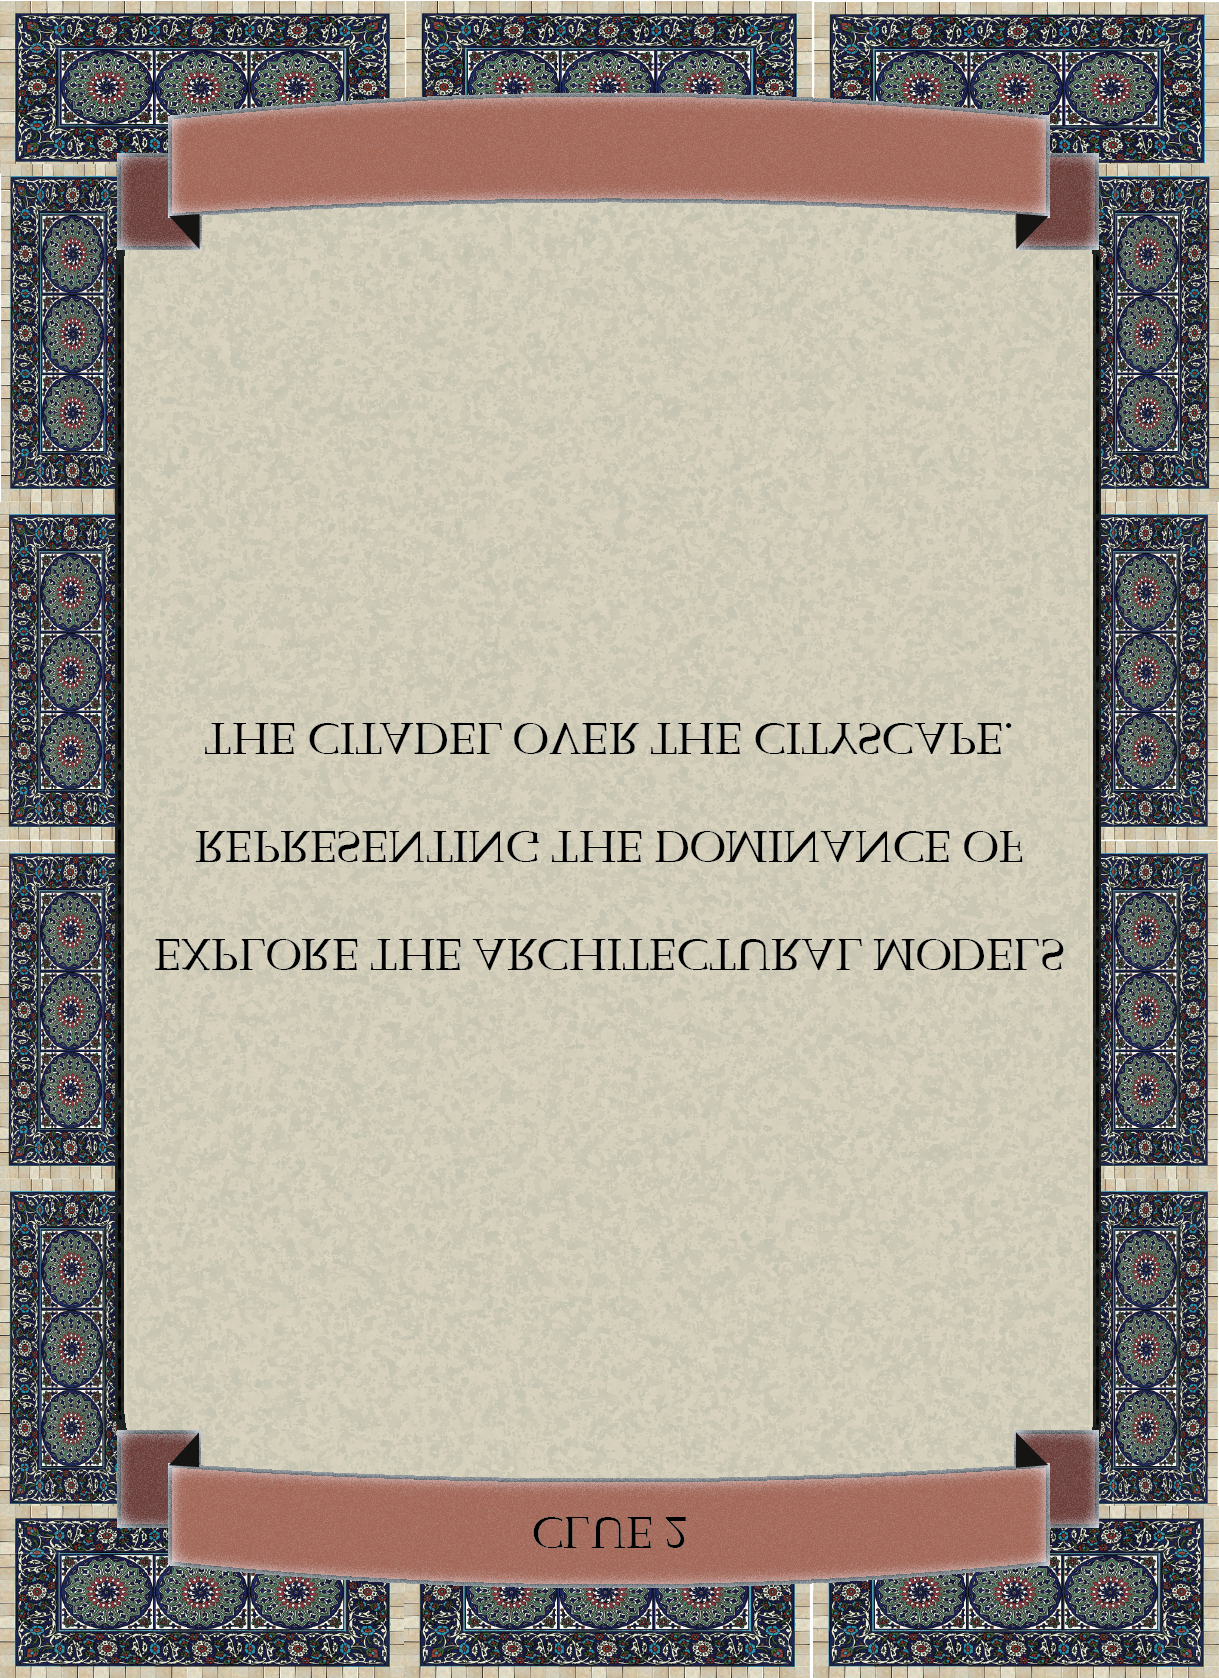 CLUE 2
EXPLORE THE ARCHITECTURAL MODELS
REPRESENTING THE DOMINANCE OF
THE CITADEL OVER THE CITYSCAPE.